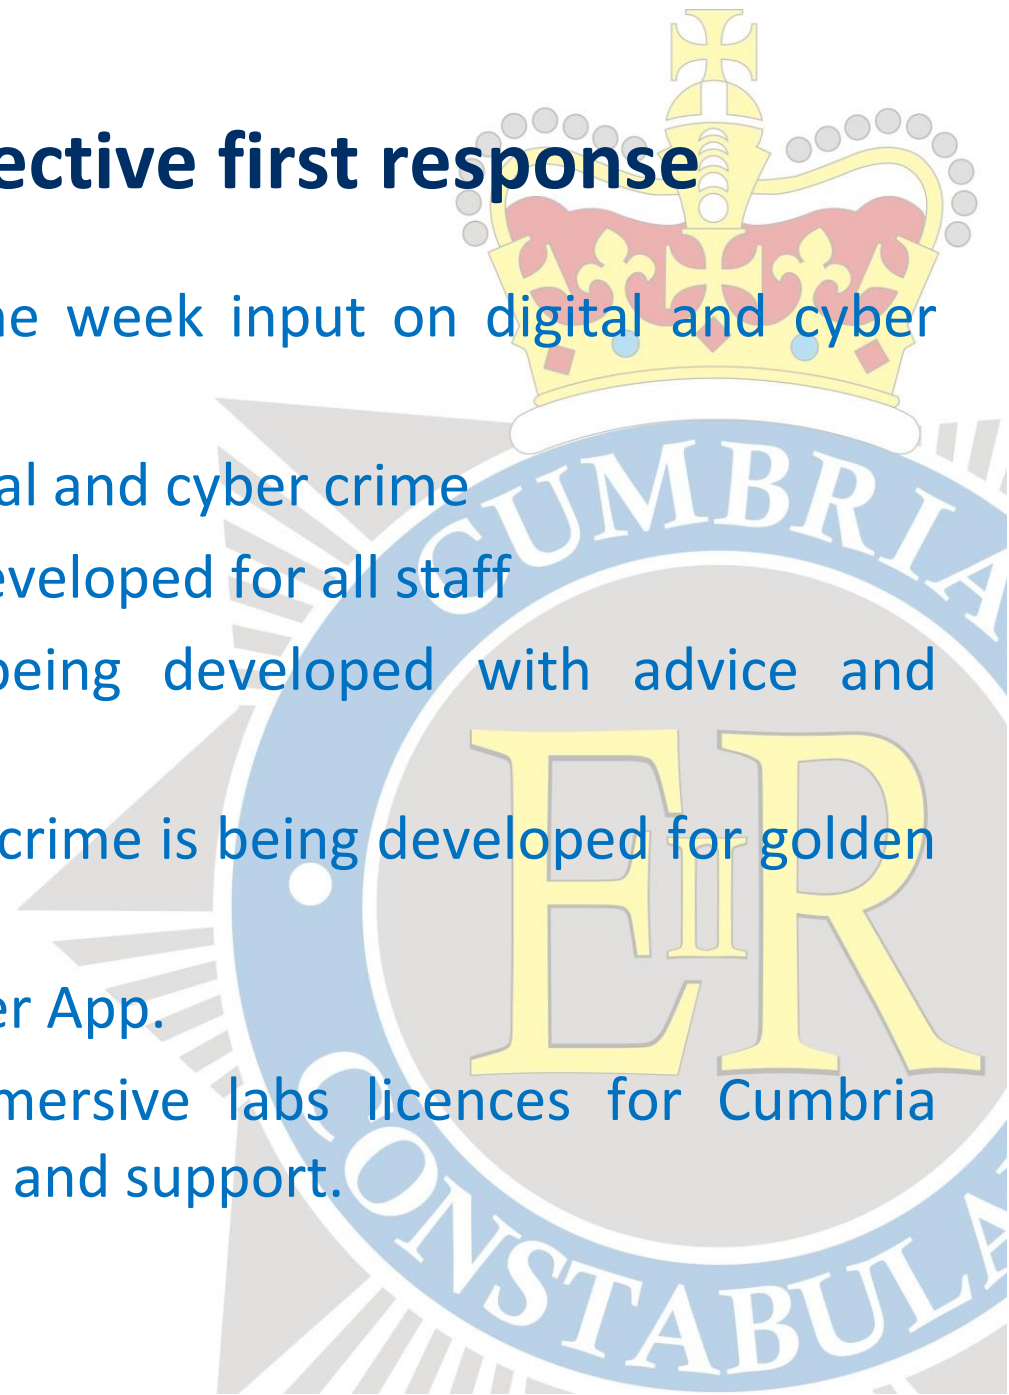 ective first response
ne week input on digital and cyber
al and cyber crime
eveloped for all staff
being developed with advice and
crime is being developed for golden
er App.
mersive labs licences for Cumbria
and support.
CUMBRIA
EIIR
CONSTABULA